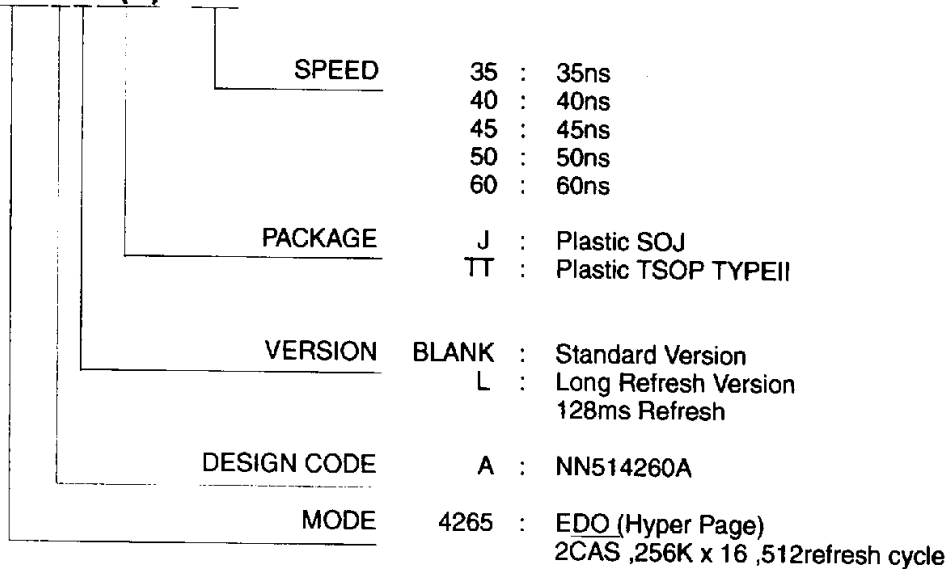 SPEED 35 : 35ns
40 : 40ns
45 : 45ns
50 : 50ns
60 : 60ns
PACKAGE J : Plastic SOJ
TT : Plastic TSOP TYPEII
VERSION BLANK : Standard Version
L : Long Refresh Version
128ms Refresh
DESIGN CODE A : NN514260A
MODE 4265 : EDO (Hyper Page)
2CAS ,256K x 16 ,512refresh cycle